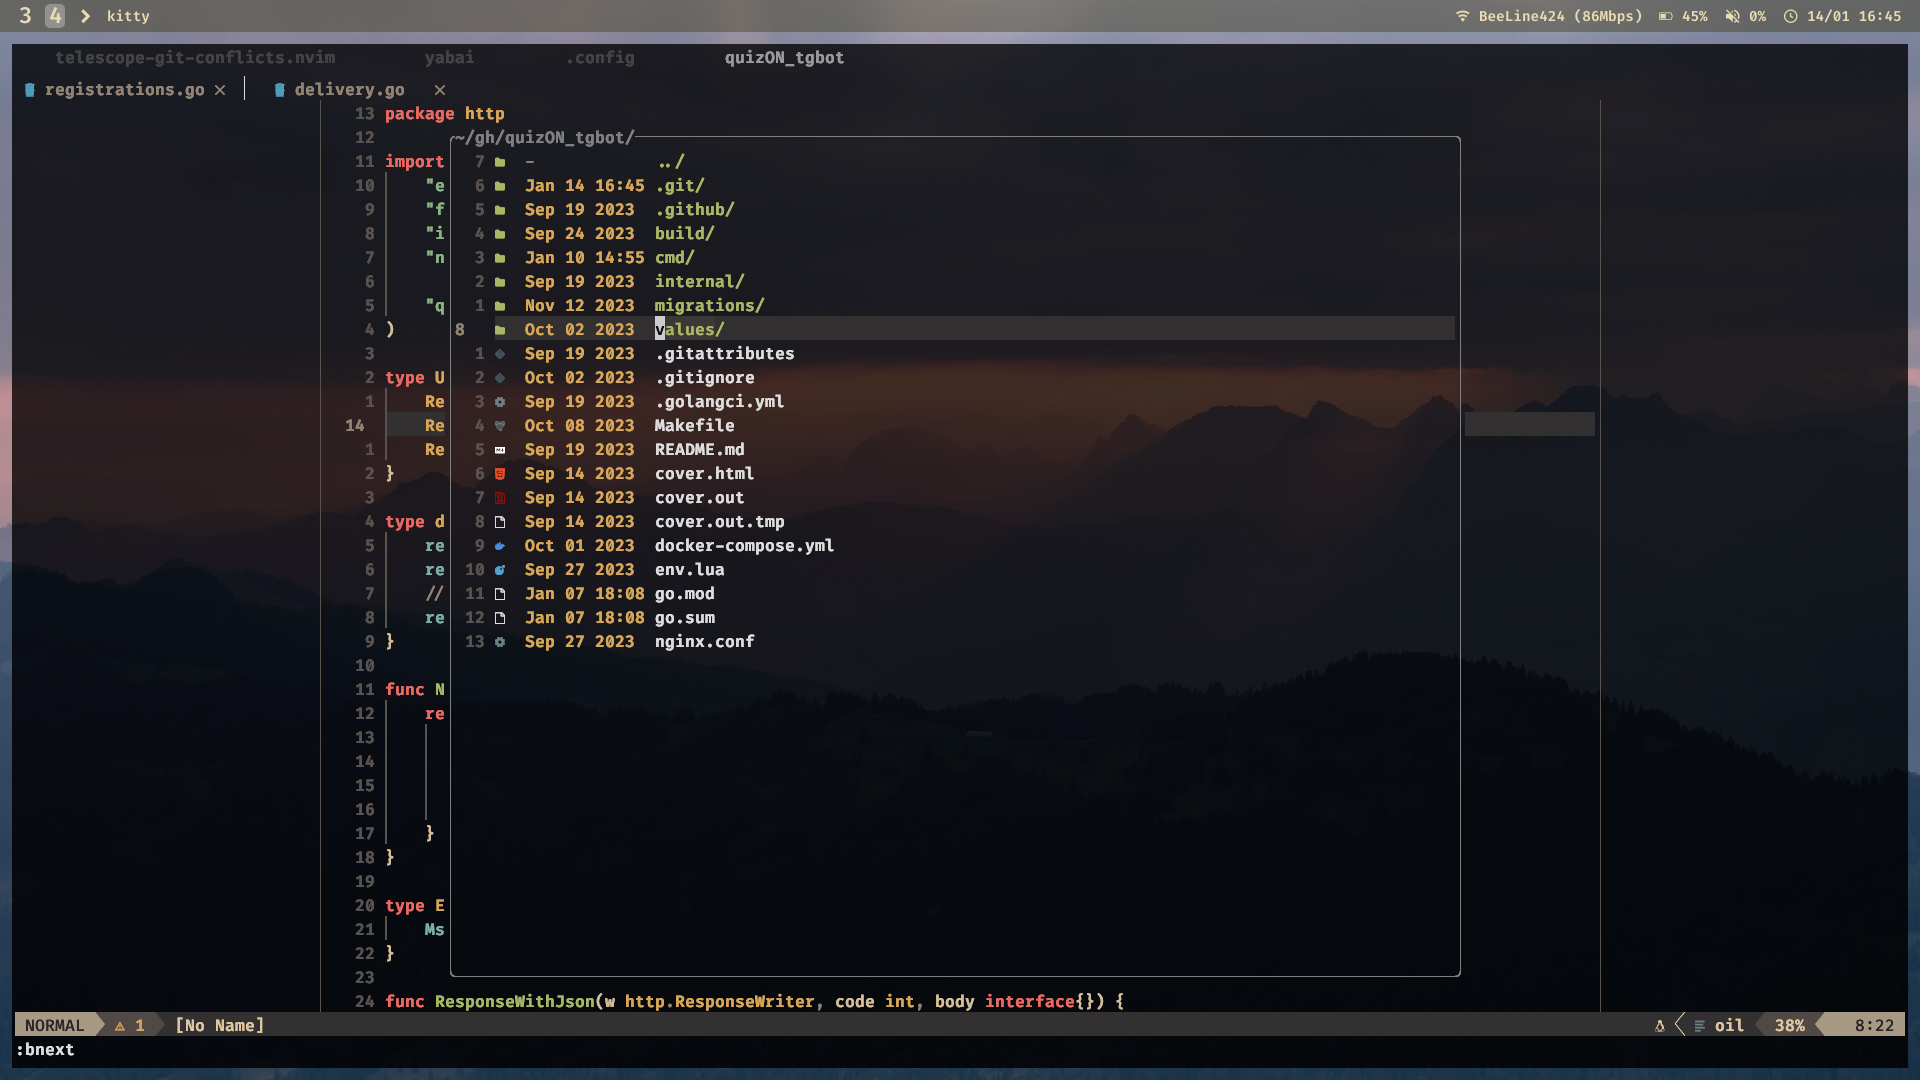 3 4 kitty BeeLine424 (86Mbps) 45% 0% 14/01 16:45
telescope-git-conflicts.nvim yabai .config quizON_tgbot
registrations.go × delivery.go ×
13 package http
12 ~/gh/quizON_tgbot/
11 import 7 - ../
10 "e 6 Jan 14 16:45 .git/
9 "f 5 Sep 19 2023 .github/
8 "i 4 Sep 24 2023 build/
7 "n 3 Jan 10 14:55 cmd/
6 2 Sep 19 2023 internal/
5 "q 1 Nov 12 2023 migrations/
4 ) 8 Oct 02 2023 values/
3 1 Sep 19 2023 .gitattributes
2 type U 2 Oct 02 2023 .gitignore
1 Re 3 Sep 19 2023 .golangci.yml
14 Re 4 Oct 08 2023 Makefile
1 Re 5 Sep 19 2023 README.md
2 } 6 Sep 14 2023 cover.html
3 7 Sep 14 2023 cover.out
4 type d 8 Sep 14 2023 cover.out.tmp
5 re 9 Oct 01 2023 docker-compose.yml
6 re 10 Sep 27 2023 env.lua
7 // 11 Jan 07 18:08 go.mod
8 re 12 Jan 07 18:08 go.sum
9 } 13 Sep 27 2023 nginx.conf
10
11 func N
12 re
13
14
15
16
17 }
18 }
19
20 type E
21 Ms
22 }
23
24 func ResponseWithJson(w http.ResponseWriter, code int, body interface{}) {
NORMAL 1 [No Name] oil 38% 8:22
:bnext